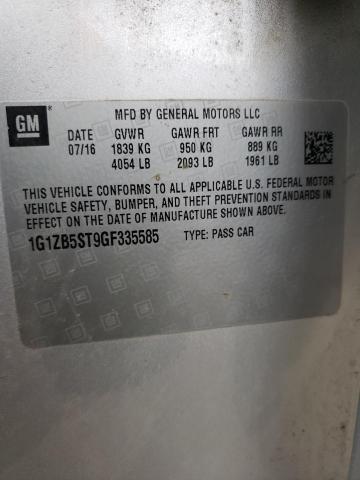 GM
MFD BY GENERAL MOTORS LLC
DATE GVWR GAWR FRT GAWR RR
07/16 1839 KG 950 KG 889 KG
4054 LB 2093 LB 1961 LB
THIS VEHICLE CONFORMS TO ALL APPLICABLE U.S. FEDERAL MOTOR
VEHICLE SAFETY, BUMPER, AND THEFT PREVENTION STANDARDS IN
EFFECT ON THE DATE OF MANUFACTURE SHOWN ABOVE.
1G1ZB5ST9GF335585 TYPE: PASS CAR